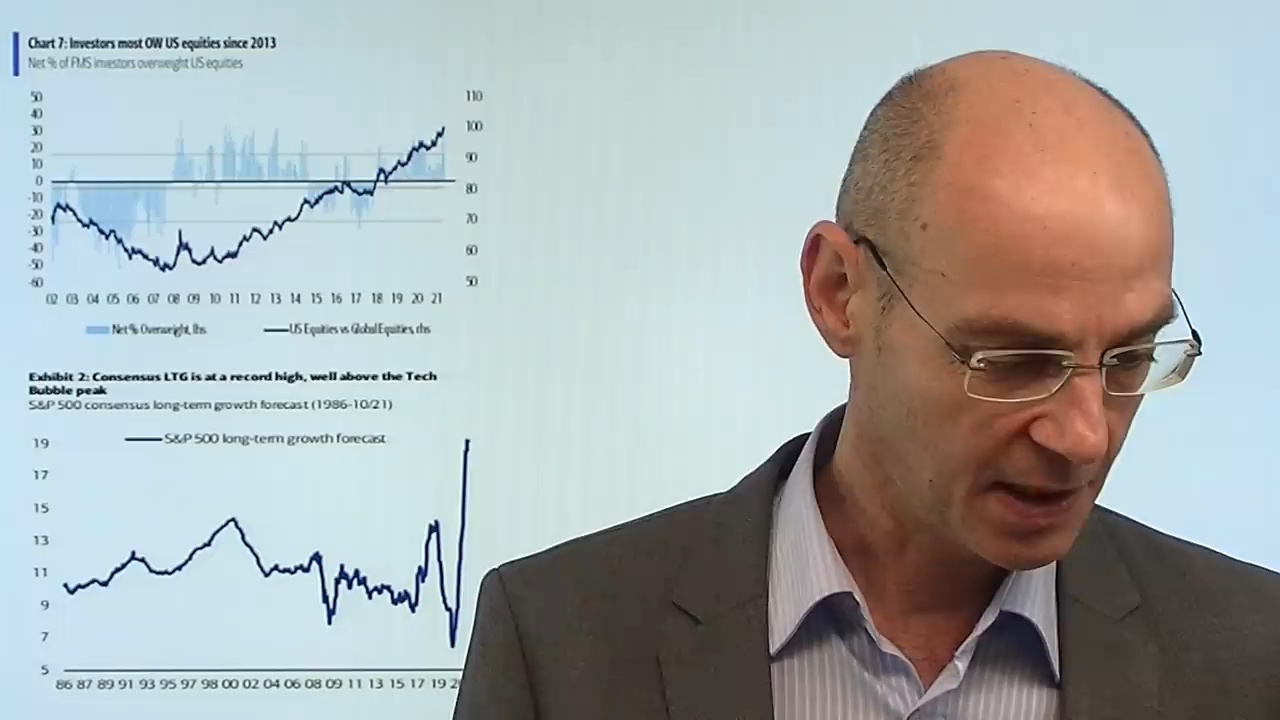 Chart 7: Investors most OW US equities since 2013
Net % of FMS investors overweight US equities
50 110
40
30 100
20
10 90
0
-10 80
-20
-30 70
-40 60
-50
-60 50
02 03 04 05 06 07 08 09 10 11 12 13 14 15 16 17 18 19 20 21
Net % Overweight, lhs US Equities vs Global Equities, rhs
Exhibit 2: Consensus LTG is at a record high, well above the Tech
Bubble peak
S&P 500 consensus long-term growth forecast (1986-10/21)
19 S&P 500 long-term growth forecast
17
15
13
11
9
7
5
86 87 89 91 93 95 97 98 00 02 04 06 08 09 11 13 15 17 19